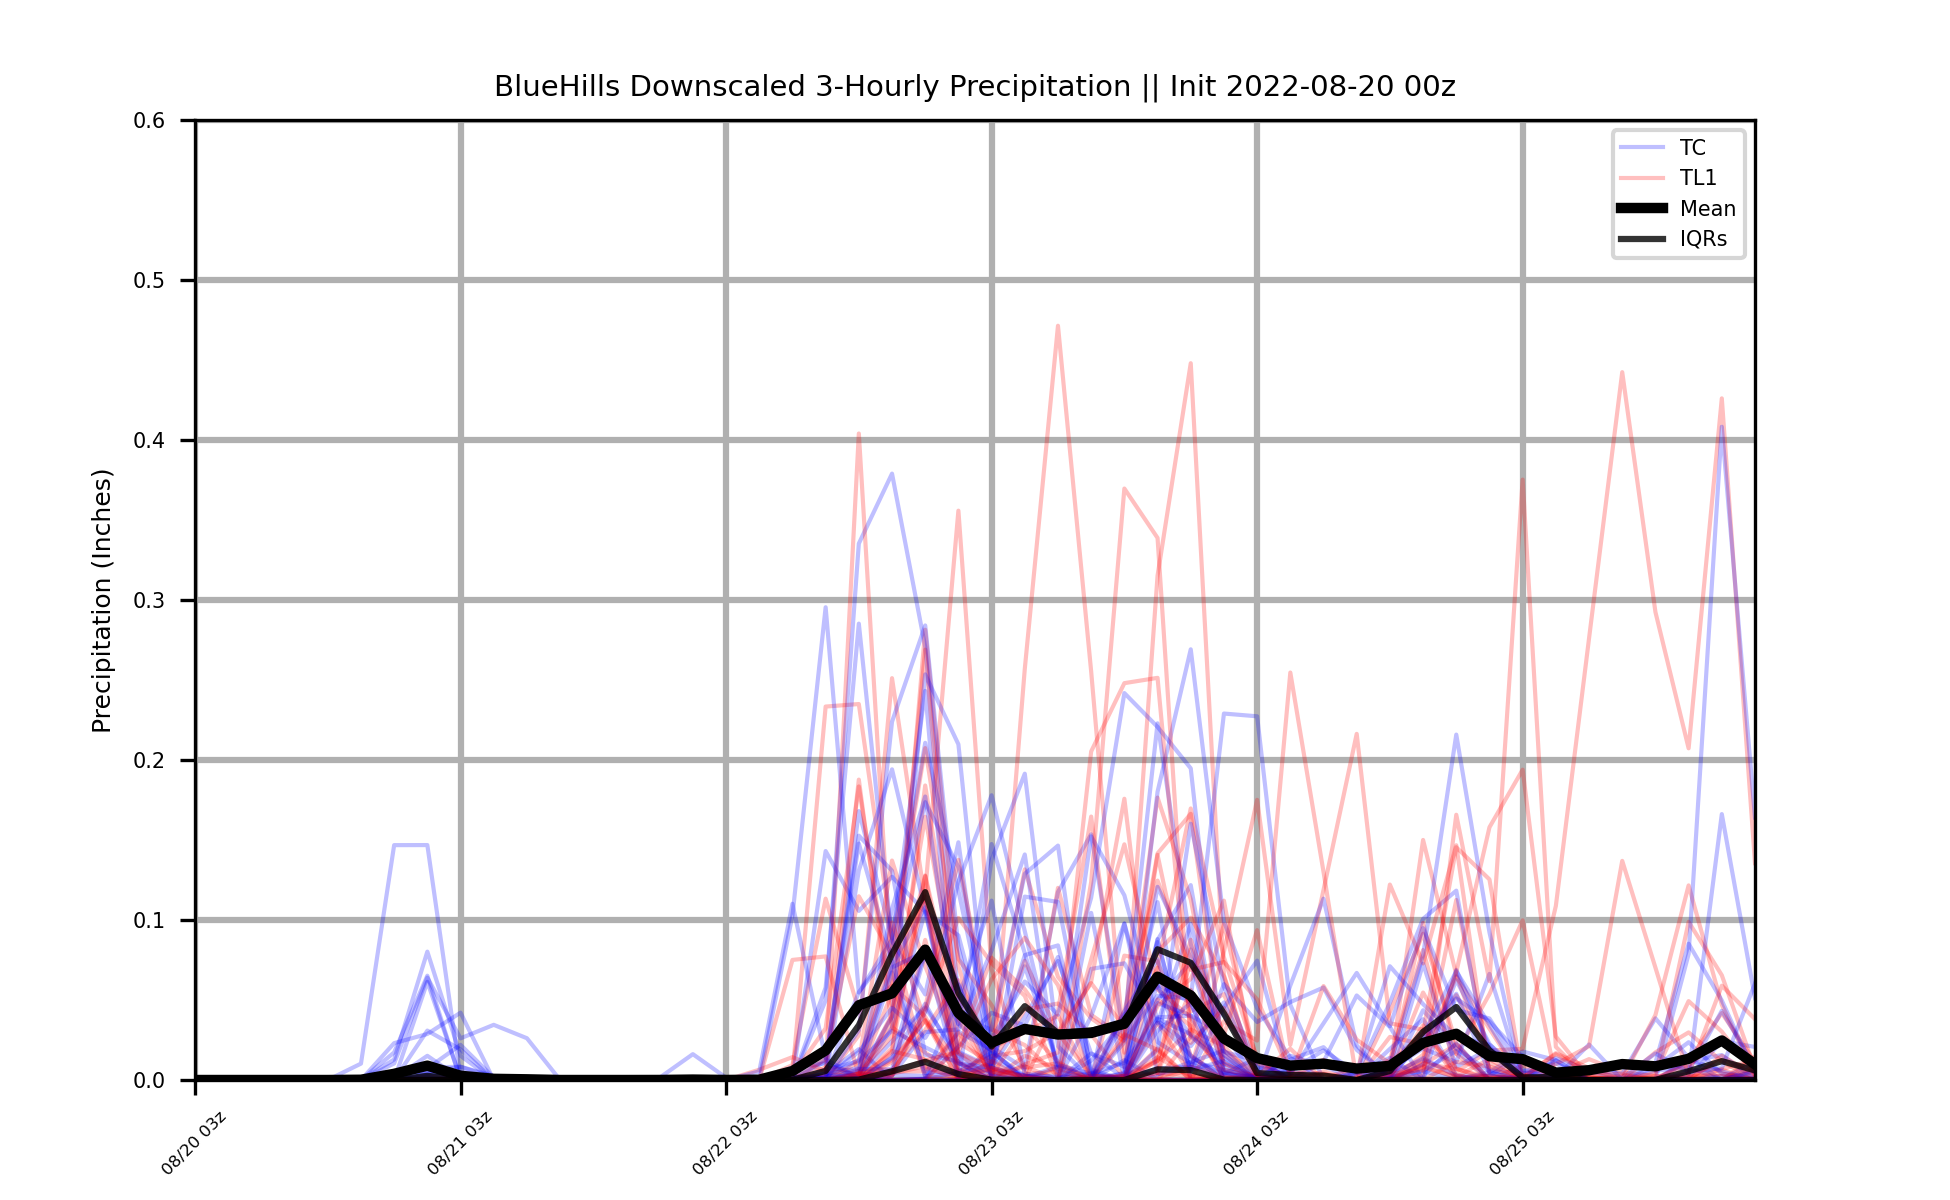 BlueHills Downscaled 3-Hourly Precipitation || Init 2022-08-20 00z
0.6
0.5
0.4
0.3
0.2
0.1
0.0
Precipitation (Inches)
TC
TL1
Mean
IQRs
08/20 03z
08/21 03z
08/22 03z
08/23 03z
08/24 03z
08/25 03z